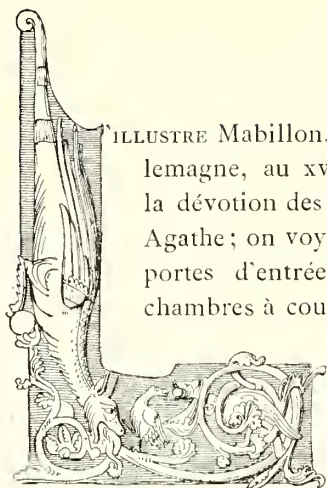 L'ILLUSTRE Mabillon,
lemagne, au xv
la dévotion des
Agathe; on voy
portes d'entrée
chambres à cou